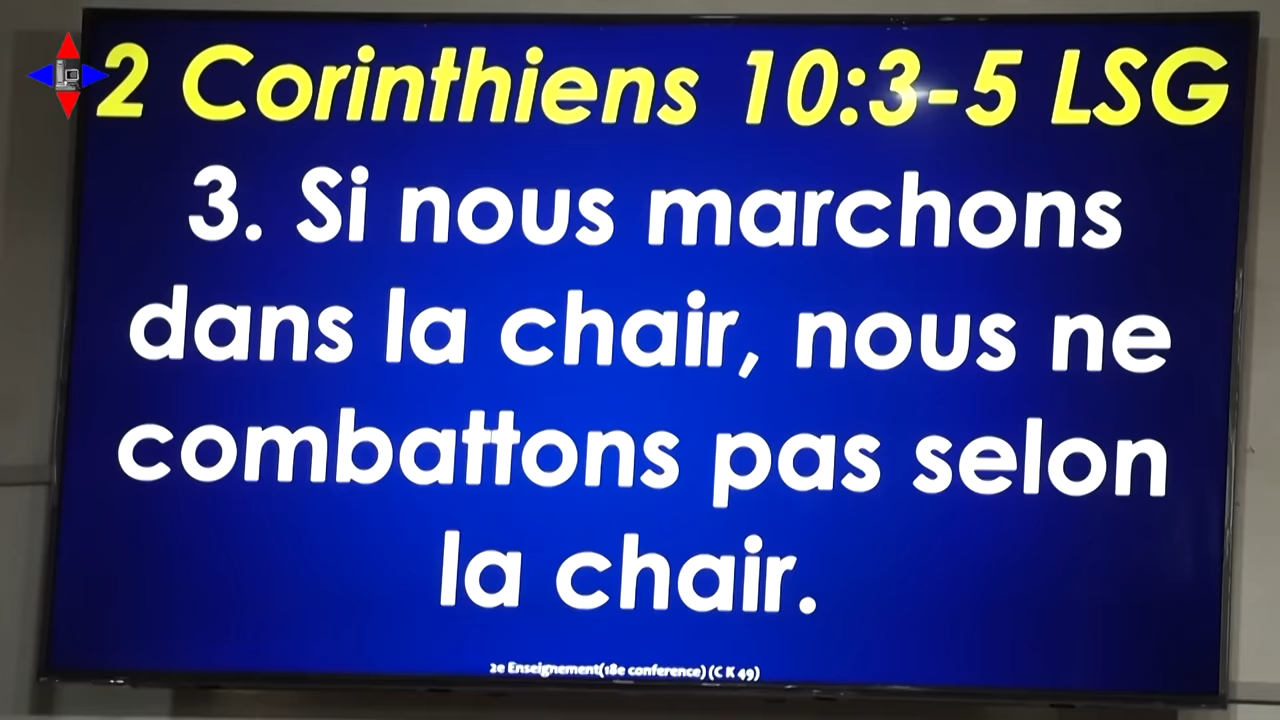 2 Corinthiens 10:3-5 LSG
3. Si nous marchons
dans la chair, nous ne
combattons pas selon
la chair.
2e Enseignement(18e conference) (C K 49)